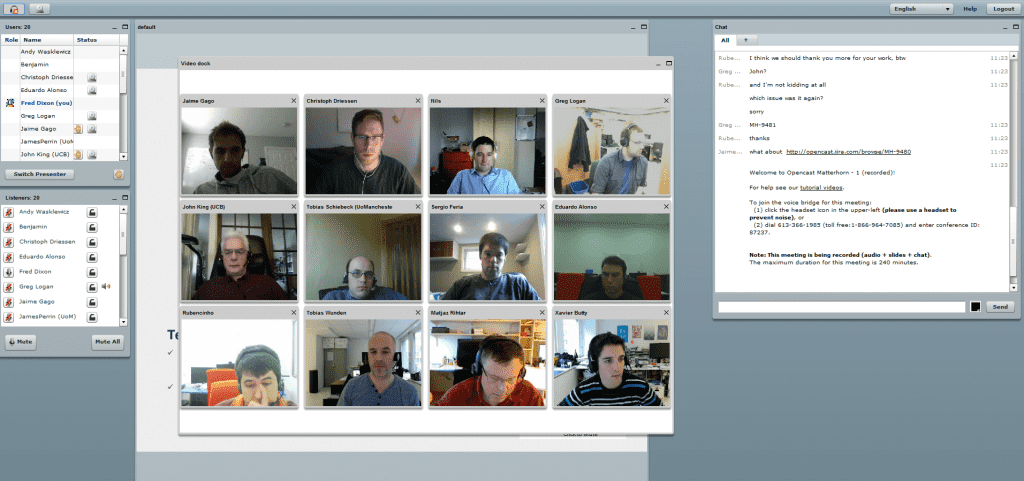 English
Help
Logout
Users: 20
Role Name Status
Andy Wasklewicz
Benjamin
Christoph Driesse
Eduardo Alonso
Fred Dixon (you)
Greg Logan
Jaime Gago
JamesPerrin (UoM
John King (UCB)
Switch Presenter
Listeners: 20
Andy Wasklewicz
Benjamin
Christoph Driessen
Eduardo Alonso
Fred Dixon
Greg Logan
Jaime Gago
JamesPerrin (UoM)
Mute
Mute All
default
Video dock
Jaime Gago
Christoph Driessen
Nils
Greg Logan
John King (UCB)
Tobias Schiebeck (UoMancheste
Sergio Feria
Eduardo Alonso
Rubencinho
Tobias Wunden
Matjaz Rihtar
Xavier Butty
Te
Chat
All +
Rube... I think we should thank you more for your work, btw 11:23
Greg ... John? 11:23
Rube... and I'm not kidding at all 11:23
which issue was it again?
sorry
Greg ... MH-9481 11:23
Rube... thanks 11:23
Jaime... what about http://opencast.jira.com/browse/MH-9480 11:23
11:23
Welcome to Opencast Matterhorn - 1 (recorded)!
For help see our tutorial videos.
To join the voice bridge for this meeting:
(1) click the headset icon in the upper-left (please use a headset to
prevent noise), or
(2) dial 613-366-1985 (toll free:1-866-964-7085) and enter conference ID:
87237.
Note: This meeting is being recorded (audio + slides + chat).
The maximum duration for this meeting is 240 minutes.
Send